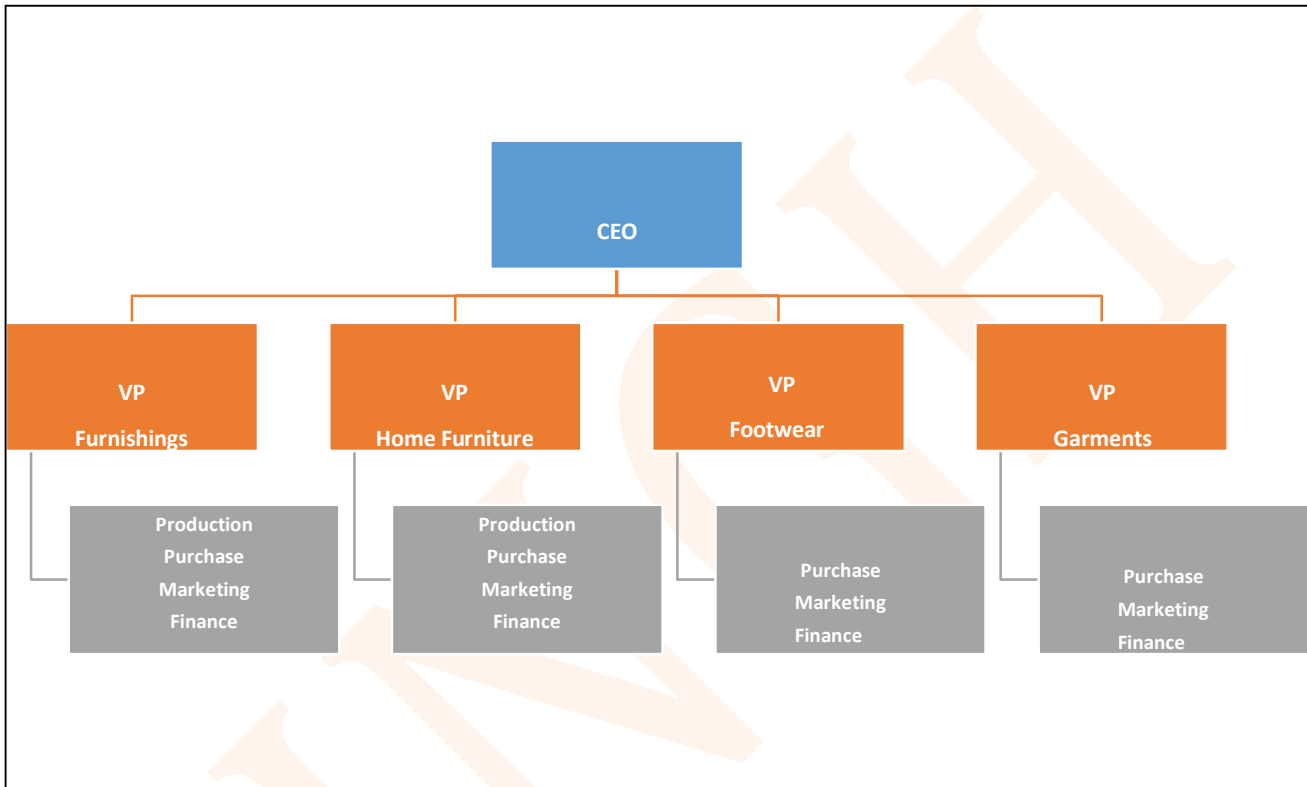 CEO
VP
Furnishings
VP
Home Furniture
VP
Footwear
VP
Garments
Production
Purchase
Marketing
Finance
Production
Purchase
Marketing
Finance
Purchase
Marketing
Finance
Purchase
Marketing
Finance